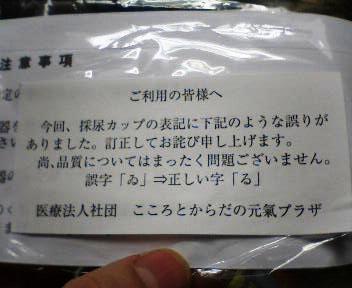 注意事項
ご利用の皆様へ
今回、採尿カップの表記に下記のような誤りが
ありました。訂正してお詫び申し上げます。
尚、品質についてはまったく問題ございません。
誤字「ゐ」⇒正しい字「る」
医療法人社団　こころとからだの元氣プラザ